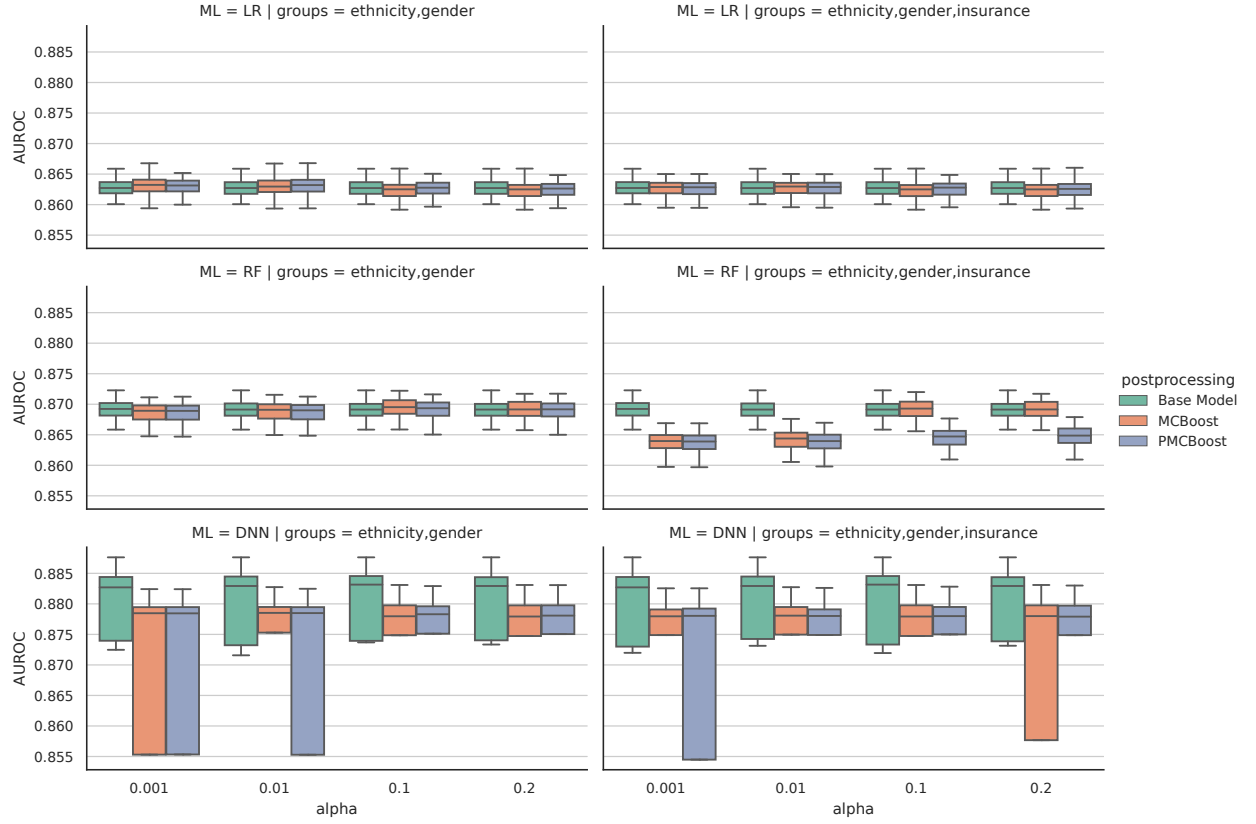 ML = LR | groups = ethnicity,gender
ML = LR | groups = ethnicity,gender,insurance
AUROC
0.885
0.880
0.875
0.870
0.865
0.860
0.855
ML = RF | groups = ethnicity,gender
ML = RF | groups = ethnicity,gender,insurance
AUROC
0.885
0.880
0.875
0.870
0.865
0.860
0.855
postprocessing
Base Model
MCBoost
PMCBoost
ML = DNN | groups = ethnicity,gender
ML = DNN | groups = ethnicity,gender,insurance
AUROC
0.885
0.880
0.875
0.870
0.865
0.860
0.855
0.001 0.01 0.1 0.2
alpha
0.001 0.01 0.1 0.2
alpha